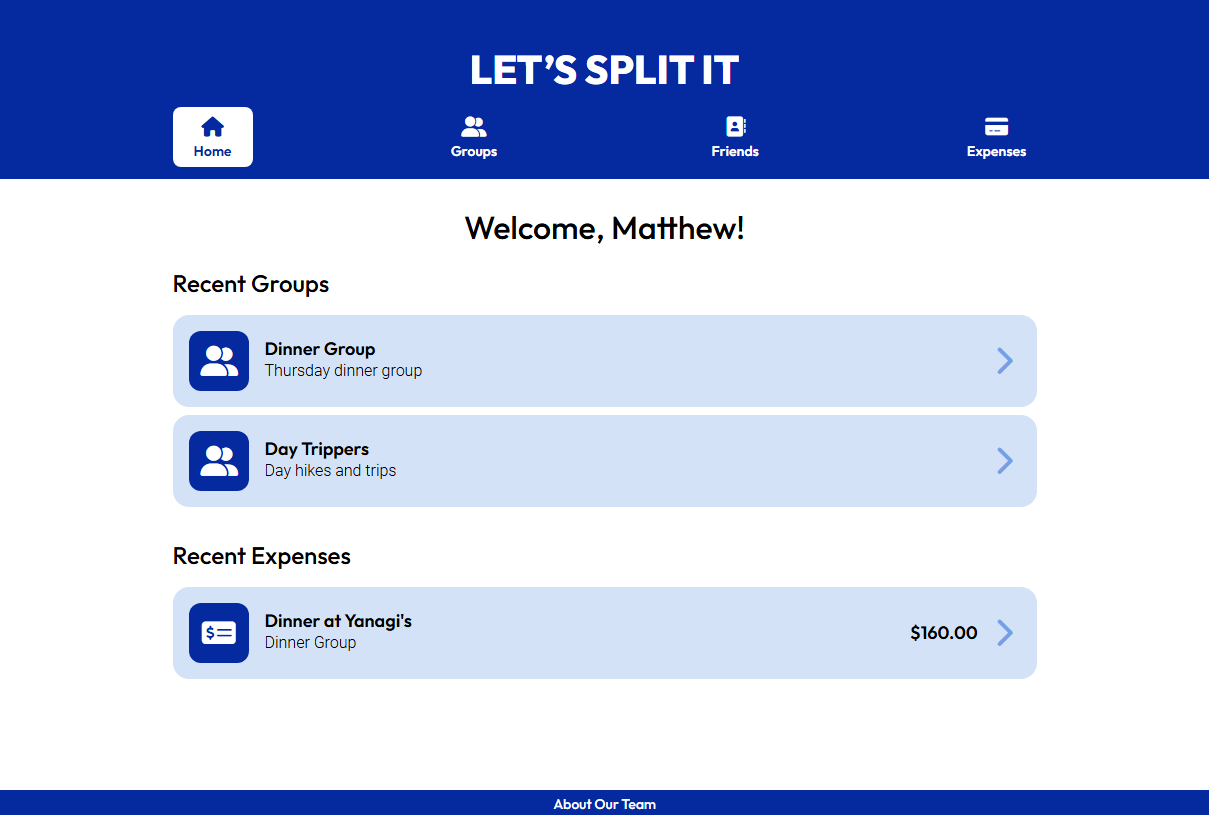 LET’S SPLIT IT
Home
Groups
Friends
Expenses
Welcome, Matthew!
Recent Groups
Dinner Group
Thursday dinner group
Day Trippers
Day hikes and trips
Recent Expenses
$
Dinner at Yanagi's
Dinner Group
$160.00
About Our Team